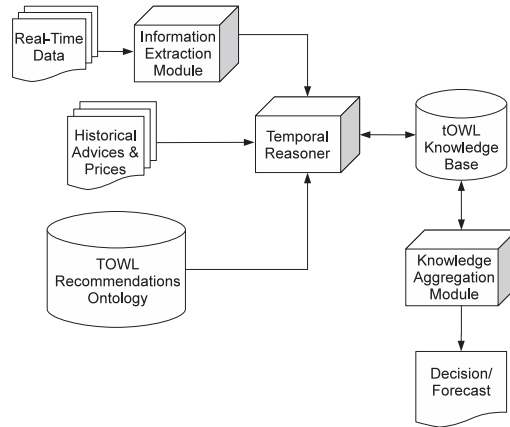 Real-Time
Data
Information
Extraction
Module
Historical
Advices &
Prices
Temporal
Reasoner
tOWL
Knowledge
Base
TOWL
Recommendations
Ontology
Knowledge
Aggregation
Module
Decision/
Forecast